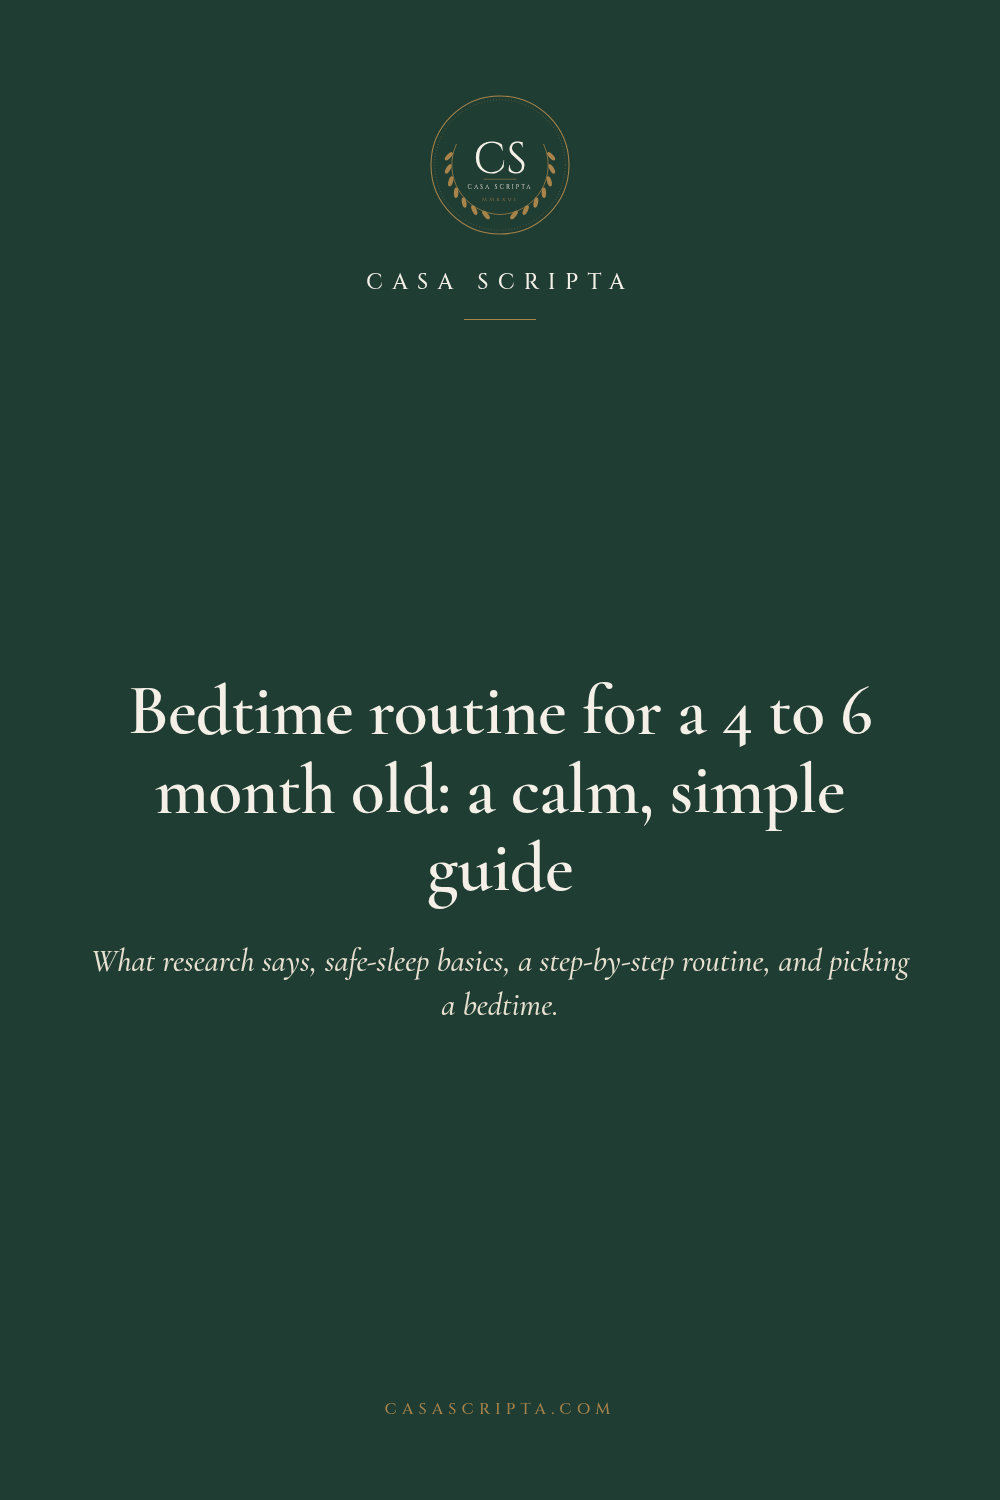 CS
CASA SCRIPTA
MMXXVI
CASA SCRIPTA
Bedtime routine for a 4 to 6
month old: a calm, simple
guide
What research says, safe-sleep basics, a step-by-step routine, and picking
a bedtime.
CASASCRIPTA.COM